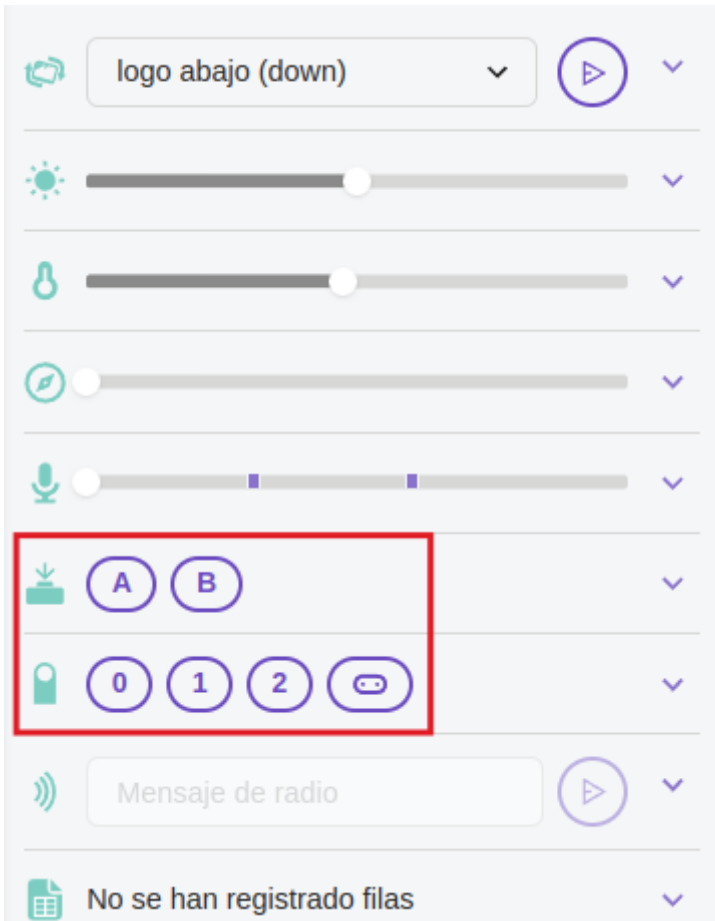 logo abajo (down)
A B
0 1 2
Mensaje de radio
No se han registrado filas